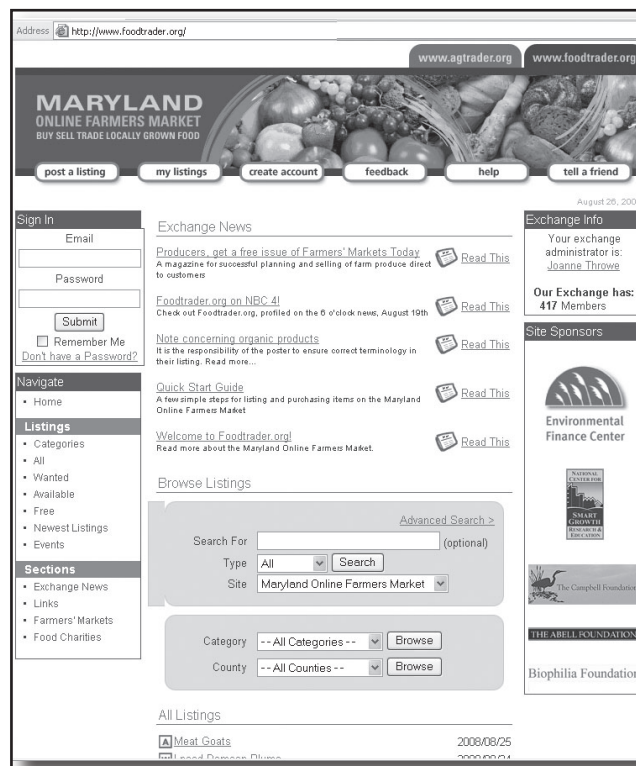 Address http://www.foodtrader.org/
www.agtrader.org www.foodtrader.org
MARYLAND
ONLINE FARMERS MARKET
BUY SELL TRADE LOCALLY GROWN FOOD
post a listing my listings create account feedback help tell a friend
August 26, 200
Sign In
Email
Password
Submit
Remember Me
Don't have a Password?
Navigate
Home
Listings
Categories
All
Wanted
Available
Free
Newest Listings
Events
Sections
Exchange News
Links
Farmers' Markets
Food Charities
Exchange News
Producers, get a free issue of Farmers' Markets Today
A magazine for successful planning and selling of farm produce direct
to customers
Read This
Foodtrader.org on NBC 4!
Check out Foodtrader.org, profiled on the 6 o'clock news, August 19th
Read This
Note concerning organic products
It is the responsibility of the poster to ensure correct terminology in
their listing. Read more...
Read This
Quick Start Guide
A few simple steps for listing and purchasing items on the Maryland
Online Farmers Market
Read This
Welcome to Foodtrader.org!
Read more about the Maryland Online Farmers Market.
Read This
Browse Listings
Advanced Search >
Search For (optional)
Type All Search
Site Maryland Online Farmers Market
Category --All Categories-- Browse
County --All Counties-- Browse
All Listings
A Meat Goats 2008/08/25
Damson Plums 2008/08/24
Exchange Info
Your exchange
administrator is:
Joanne Throwe
Our Exchange has:
417 Members
Site Sponsors
Environmental
Finance Center
NATIONAL
CENTER FOR
SMART
GROWTH
RESEARCH &
EDUCATION
The Campbell Foundation
THE ABELL FOUNDATION
Biophilia Foundation